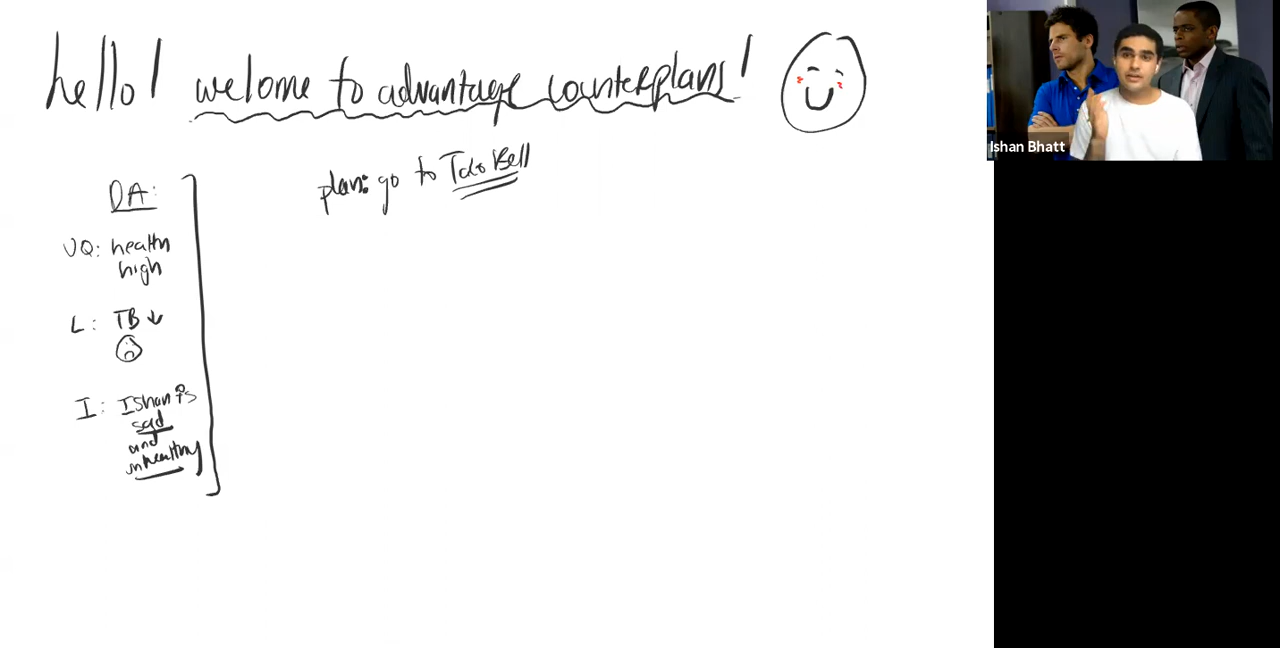 hello! welome to advantage counterplans!
plan: go to Taco Bell
DA:
UQ: health
high
L: TB ↓
I: Ishan is
sad
and
unhealthy
Ishan Bhatt